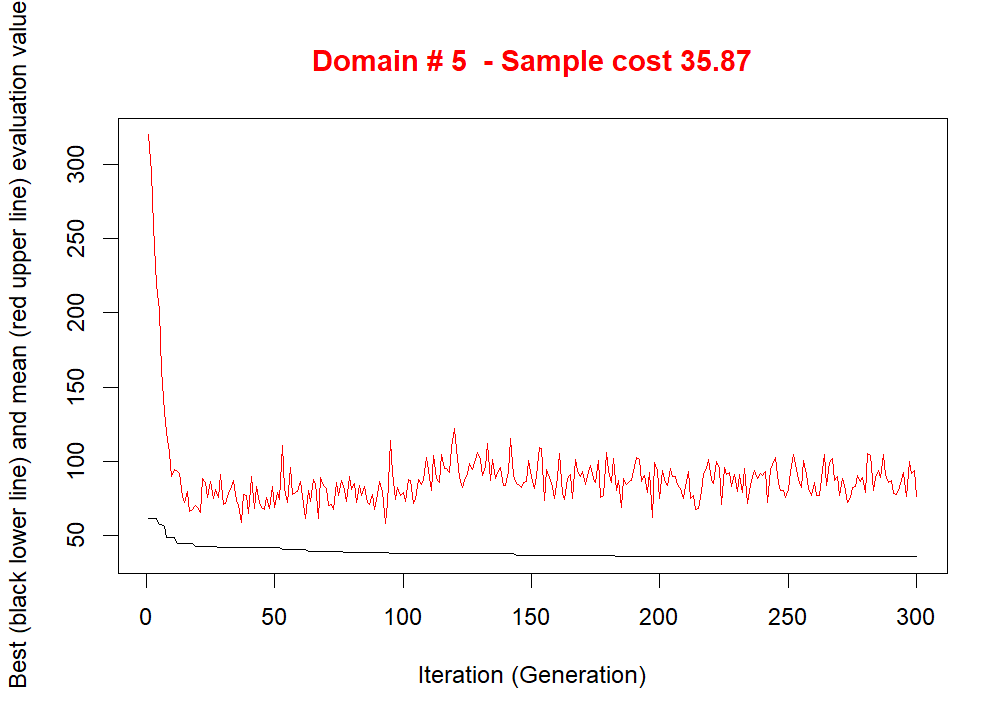 Domain # 5  - Sample cost 35.87
Best (black lower line) and mean (red upper line) evaluation value
300
250
200
150
100
50
0 50 100 150 200 250 300
Iteration (Generation)